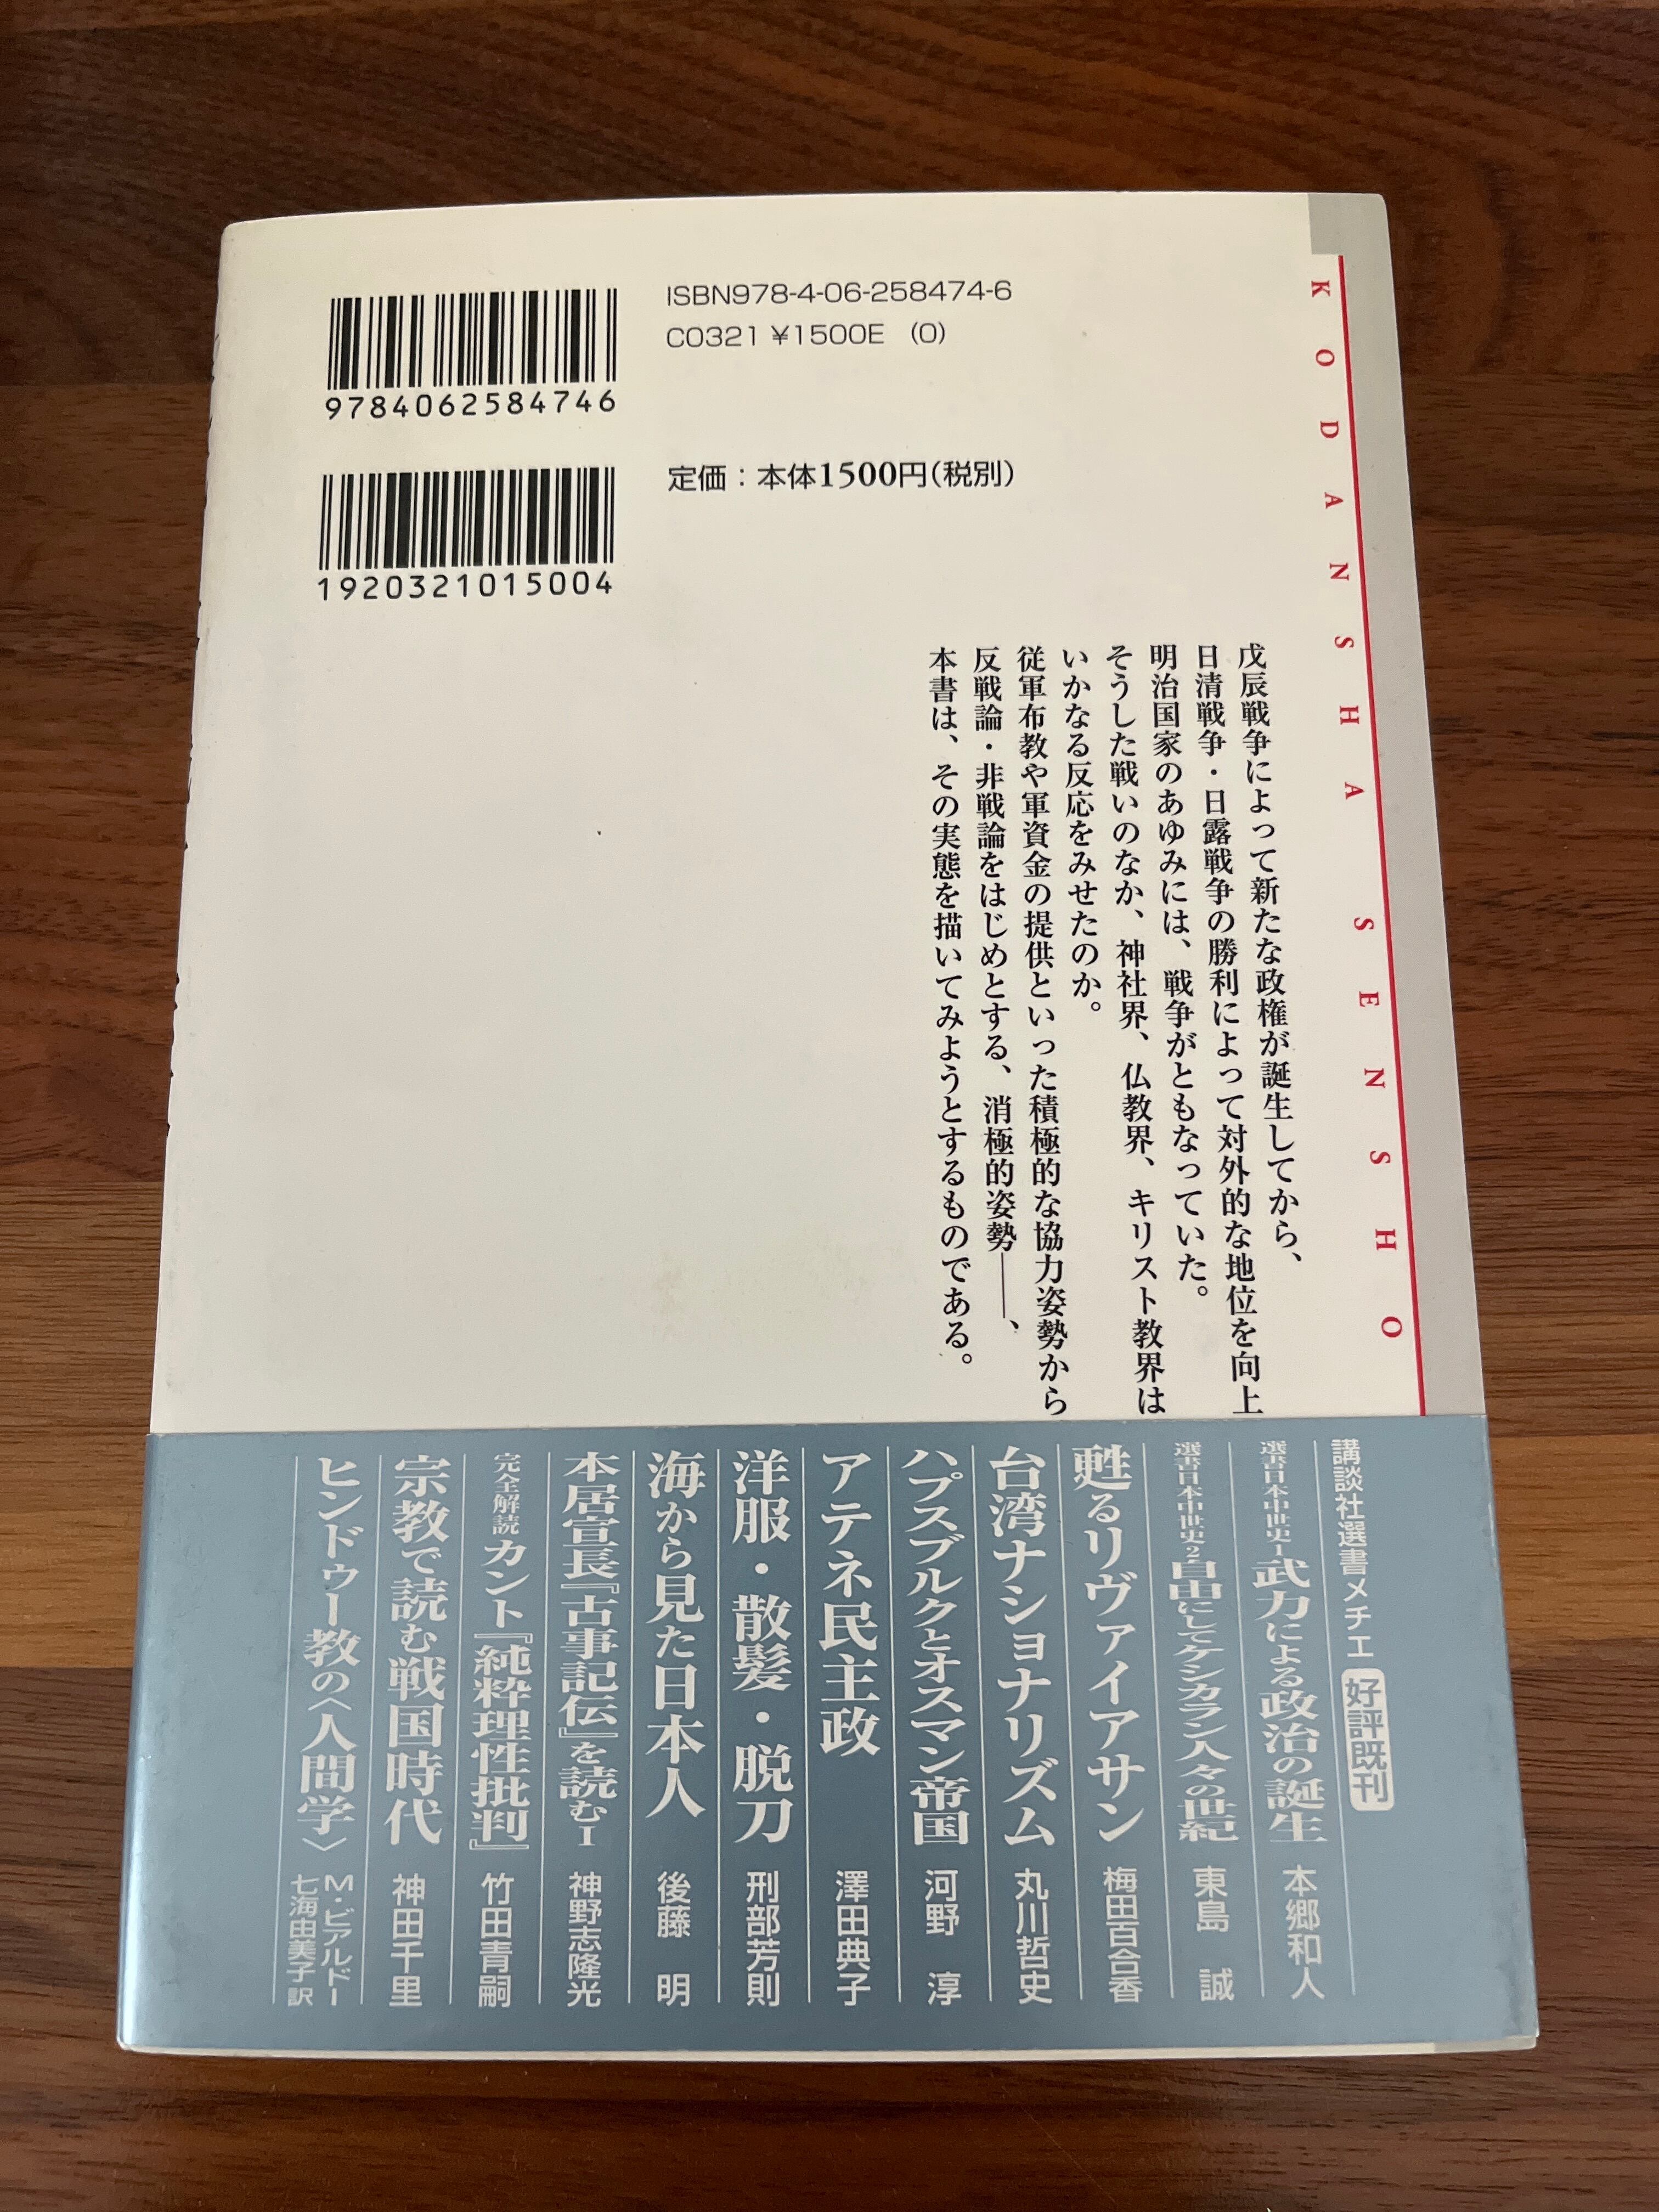 ISBN978-4-06-258474-6
C0321 ¥1500E (0)
9784062584746
定価：本体1500円（税別）
1920321015004
KODANSHA SENSHO
戊辰戦争によって新たな政権が誕生してから、
日清戦争・日露戦争の勝利によって対外的な地位を向上
明治国家のあゆみには、戦争がともなっていた。
そうした戦いのなか、神社界、仏教界、キリスト教界は
いかなる反応をみせたのか。
従軍布教や軍資金の提供といった積極的な協力姿勢から
反戦論・非戦論をはじめとする、消極的姿勢――、
本書は、その実態を描いてみようとするものである。
講談社選書メチエ 好評既刊
選書日本中世史1 武力による政治の誕生 本郷和人
選書日本中世史2 自由にしてケシカラン人々の世紀 東島 誠
甦るリヴァイアサン 梅田百合香
台湾ナショナリズム 丸川哲史
ハプスブルクとオスマン帝国 河野 淳
アテネ民主政 澤田典子
洋服・散髪・脱刀 刑部芳則
海から見た日本人 後藤 明
本居宣長『古事記伝』を読むI 神野志隆光
完全解読 カント『純粋理性批判』 竹田青嗣
宗教で読む戦国時代 神田千里
ヒンドゥー教の〈人間学〉 M・ビアルドー 七海由美子訳